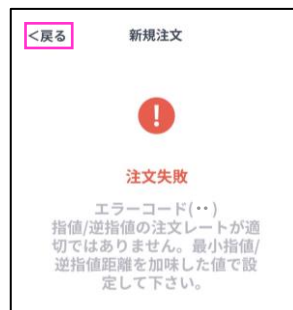 <戻る 新規注文
!
注文失敗
エラーコード(••)
指値/逆指値の注文レートが適
切ではありません。最小指値/
逆指値距離を加味した値で設
定して下さい。